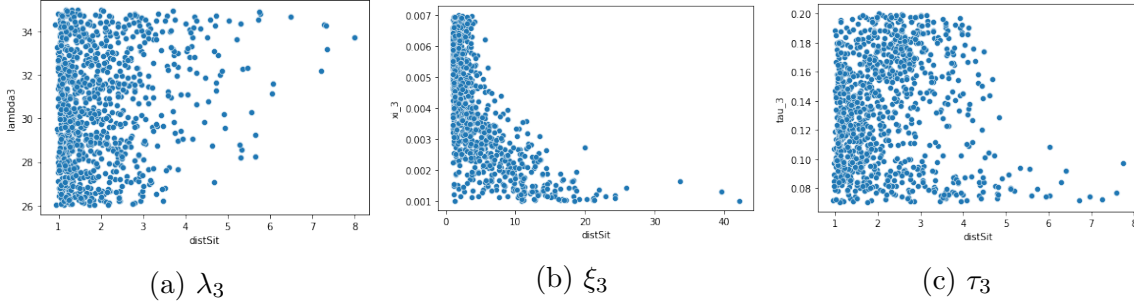 34
32
30
28
26
lambda3
1 2 3 4 5 6 7 8
distSit
(a) λ₃
0.007
0.006
0.005
0.004
0.003
0.002
0.001
xi_3
0 10 20 30 40
distSit
(b) ξ₃
0.20
0.18
0.16
0.14
0.12
0.10
0.08
tau_3
1 2 3 4 5 6 7 8
distSit
(c) τ₃